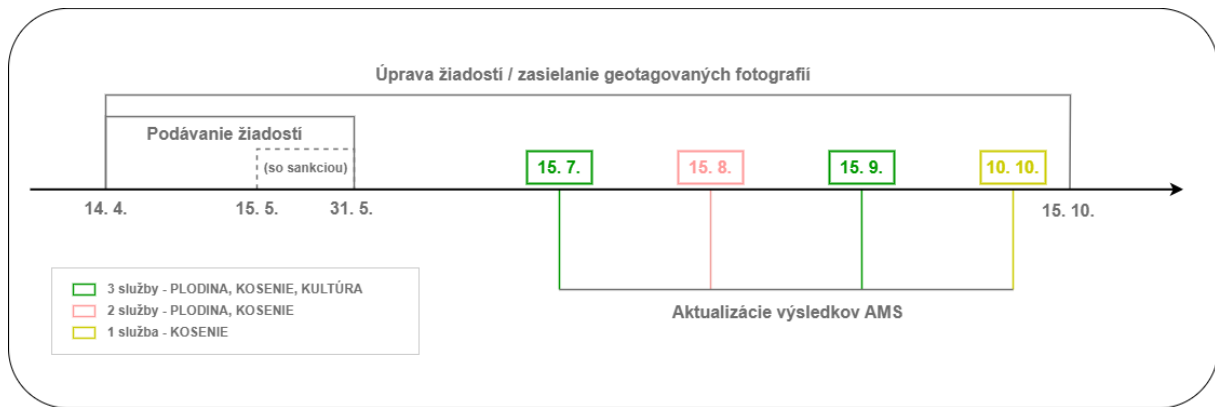 Úprava žiadostí / zasielanie geotagovaných fotografií
Podávanie žiadostí
(so sankciou)
15. 7.
15. 8.
15. 9.
10. 10.
14. 4.
15. 5.
31. 5.
15. 10.
3 služby - PLODINA, KOSENIE, KULTÚRA
2 služby - PLODINA, KOSENIE
1 služba - KOSENIE
Aktualizácie výsledkov AMS